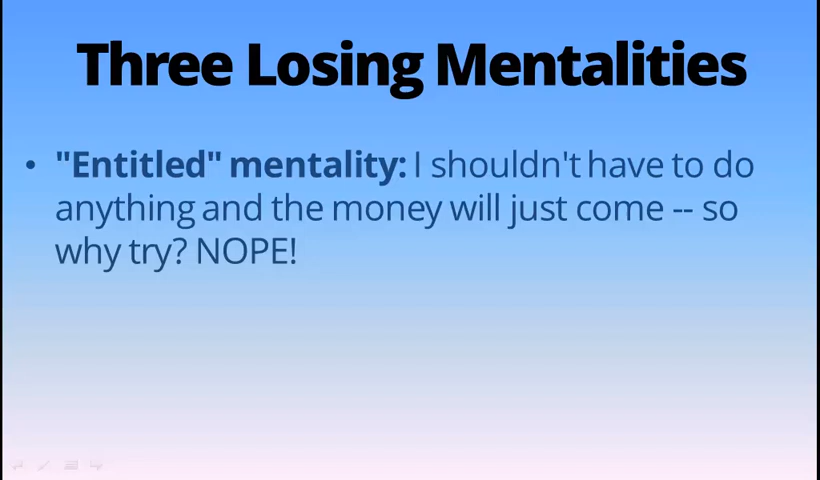 Three Losing Mentalities
• "Entitled" mentality: I shouldn't have to do
anything and the money will just come -- so
why try? NOPE!